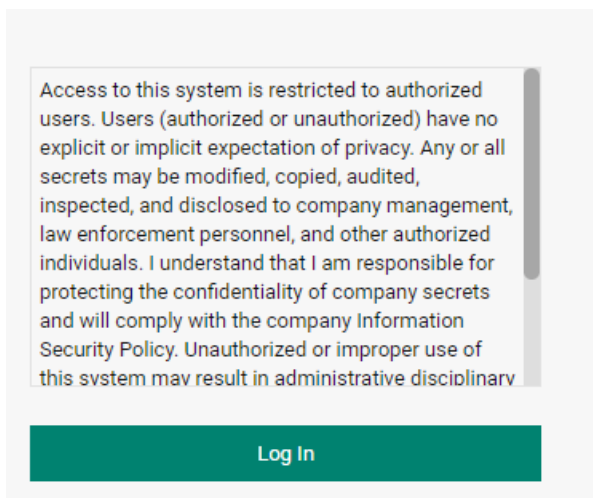 Access to this system is restricted to authorized
users. Users (authorized or unauthorized) have no
explicit or implicit expectation of privacy. Any or all
secrets may be modified, copied, audited,
inspected, and disclosed to company management,
law enforcement personnel, and other authorized
individuals. I understand that I am responsible for
protecting the confidentiality of company secrets
and will comply with the company Information
Security Policy. Unauthorized or improper use of
this system may result in administrative disciplinary
Log In